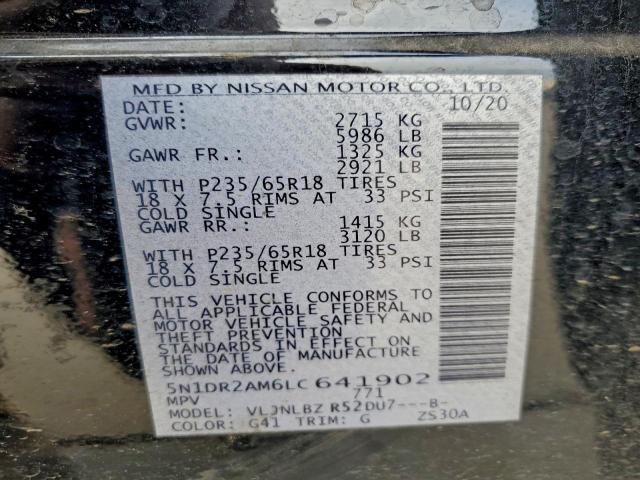 MFD BY NISSAN MOTOR CO., LTD.
DATE: 10/20
GVWR: 2715 KG
5986 LB
GAWR FR.: 1325 KG
2921 LB
WITH P235/65R18 TIRES
18 X 7.5 RIMS AT 33 PSI
COLD SINGLE
GAWR RR.: 1415 KG
3120 LB
WITH P235/65R18 TIRES
18 X 7.5 RIMS AT 33 PSI
COLD SINGLE
THIS VEHICLE CONFORMS TO
ALL APPLICABLE FEDERAL
MOTOR VEHICLE SAFETY AND
THEFT PREVENTION
STANDARDS IN EFFECT ON
THE DATE OF MANUFACTURE
SHOWN ABOVE.
5N1DR2AM6LC641902
MPV 771
MODEL: VLJNLBZ R52DU7---B-
COLOR: G41 TRIM: G ZS30A